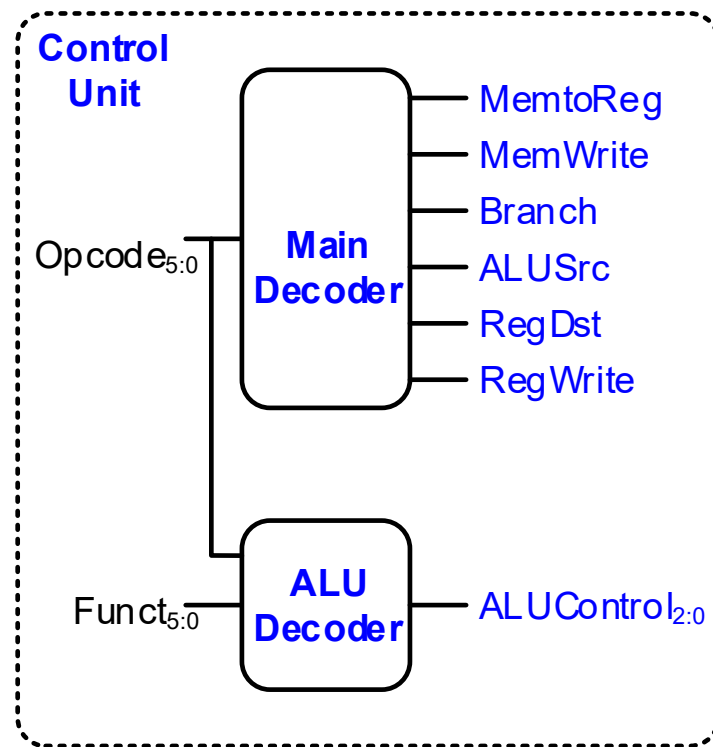 Control
Unit
MemtoReg
MemWrite
Branch
ALUSrc
RegDst
RegWrite
Opcode5:0
Main
Decoder
Funct5:0
ALU
Decoder
ALUControl2:0